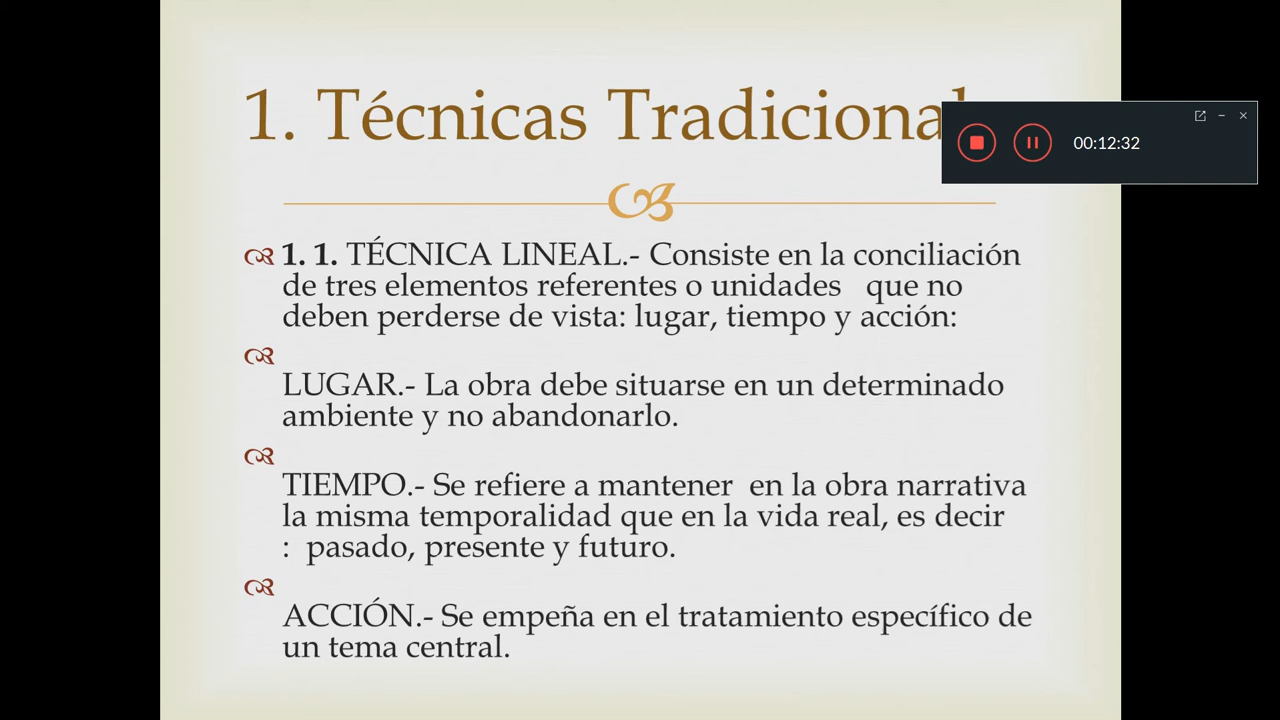 1. Técnicas
00:12:32
1. 1. TÉCNICA LINEAL.- Consiste en la conciliación
de tres elementos referentes o unidades que no
deben perderse de vista: lugar, tiempo y acción:
LUGAR.- La obra debe situarse en un determinado
ambiente y no abandonarlo.
TIEMPO.- Se refiere a mantener en la obra narrativa
la misma temporalidad que en la vida real, es decir
: pasado, presente y futuro.
ACCIÓN.- Se empeña en el tratamiento específico de
un tema central.